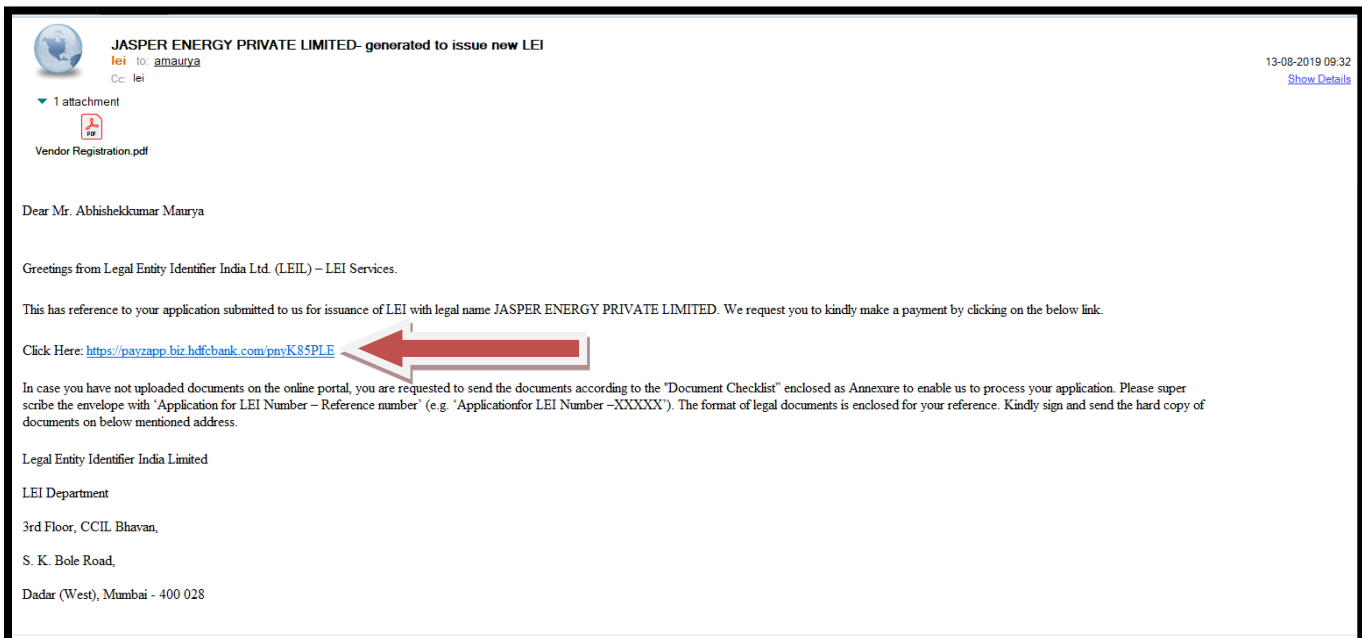 JASPER ENERGY PRIVATE LIMITED- generated to issue new LEI
lei to: amaurya
13-08-2019 09:32
Cc: lei
Show Details
1 attachment
PDF
Vendor Registration.pdf
Dear Mr. Abhishekkumar Maurya
Greetings from Legal Entity Identifier India Ltd. (LEIL) – LEI Services.
This has reference to your application submitted to us for issuance of LEI with legal name JASPER ENERGY PRIVATE LIMITED. We request you to kindly make a payment by clicking on the below link.
Click Here: https://payzapp.biz.hdfcbank.com/pnyK85PLE
In case you have not uploaded documents on the online portal, you are requested to send the documents according to the "Document Checklist" enclosed as Annexure to enable us to process your application. Please super
scribe the envelope with ‘Application for LEI Number – Reference number’ (e.g. ‘Applicationfor LEI Number –XXXXX’). The format of legal documents is enclosed for your reference. Kindly sign and send the hard copy of
documents on below mentioned address.
Legal Entity Identifier India Limited
LEI Department
3rd Floor, CCIL Bhavan,
S. K. Bole Road,
Dadar (West), Mumbai - 400 028